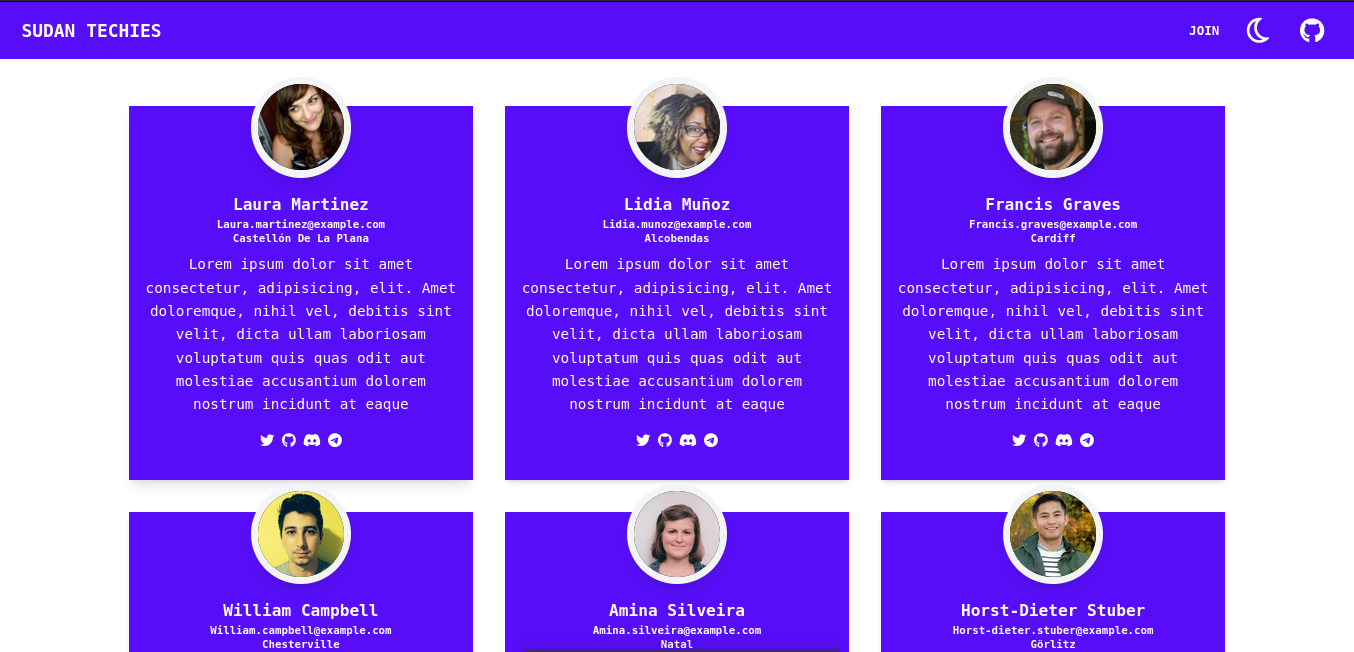 SUDAN TECHIES
JOIN
Laura Martinez
Laura.martinez@example.com
Castellón De La Plana
Lorem ipsum dolor sit amet
consectetur, adipisicing, elit. Amet
doloremque, nihil vel, debitis sint
velit, dicta ullam laboriosam
voluptatum quis quas odit aut
molestiae accusantium dolorem
nostrum incidunt at eaque
Lidia Muñoz
Lidia.munoz@example.com
Alcobendas
Lorem ipsum dolor sit amet
consectetur, adipisicing, elit. Amet
doloremque, nihil vel, debitis sint
velit, dicta ullam laboriosam
voluptatum quis quas odit aut
molestiae accusantium dolorem
nostrum incidunt at eaque
Francis Graves
Francis.graves@example.com
Cardiff
Lorem ipsum dolor sit amet
consectetur, adipisicing, elit. Amet
doloremque, nihil vel, debitis sint
velit, dicta ullam laboriosam
voluptatum quis quas odit aut
molestiae accusantium dolorem
nostrum incidunt at eaque
William Campbell
William.campbell@example.com
Chesterville
Amina Silveira
Amina.silveira@example.com
Natal
Horst-Dieter Stuber
Horst-dieter.stuber@example.com
Görlitz